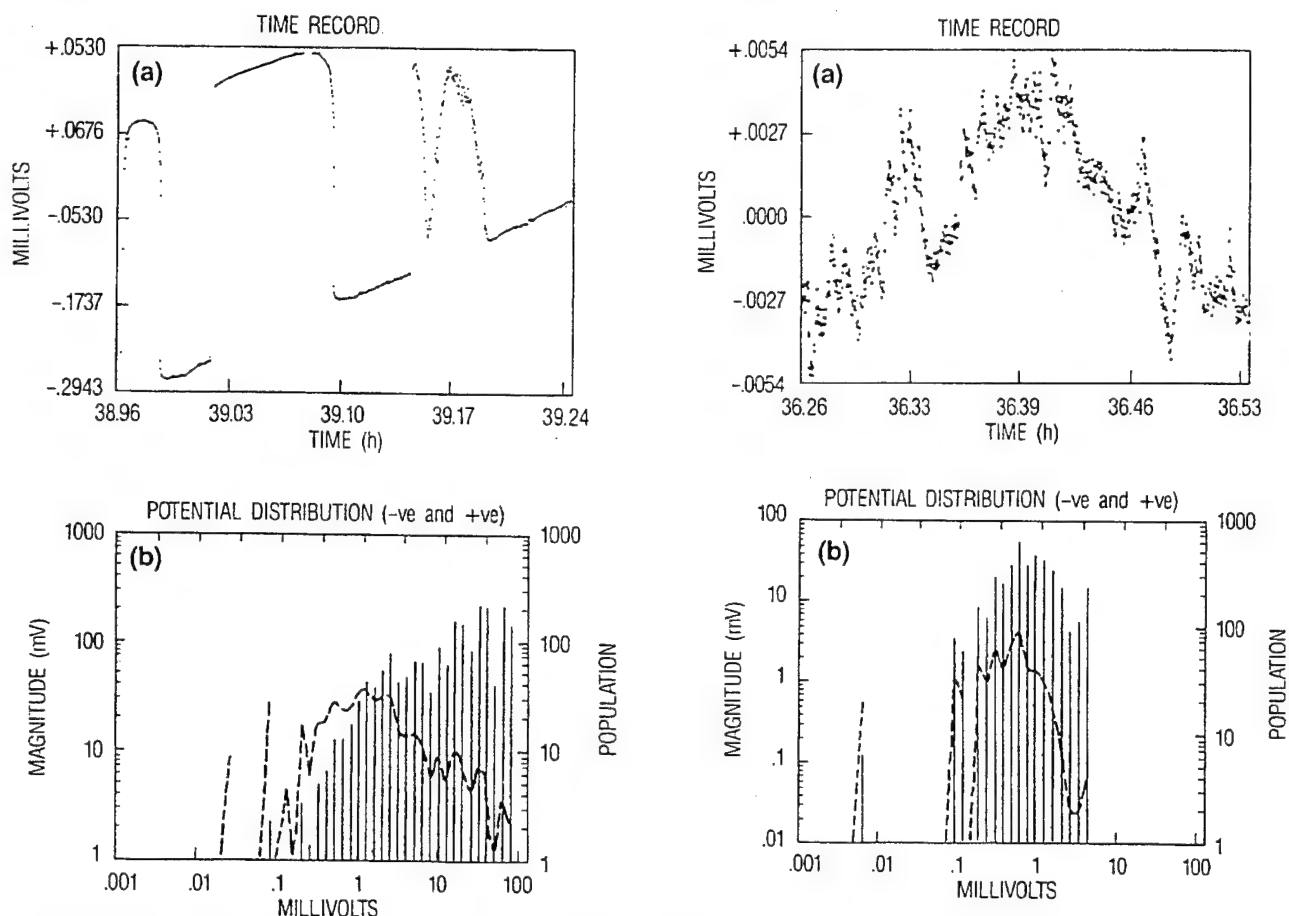 TIME RECORD
(a)
MILLIVOLTS
+.0530
+.0676
-.0530
-.1737
-.2943
38.96 39.03 39.10 39.17 39.24
TIME (h)
TIME RECORD
(a)
MILLIVOLTS
+.0054
+.0027
.0000
-.0027
-.0054
36.26 36.33 36.39 36.46 36.53
TIME (h)
POTENTIAL DISTRIBUTION (-ve and +ve)
(b)
MAGNITUDE (mV)
1000
100
10
1
POPULATION
1000
100
10
1
.001 .01 .1 1 10 100
MILLIVOLTS
POTENTIAL DISTRIBUTION (-ve and +ve)
(b)
MAGNITUDE (mV)
100
10
1
.1
.01
POPULATION
1000
100
10
1
.001 .01 .1 1 10 100
MILLIVOLTS